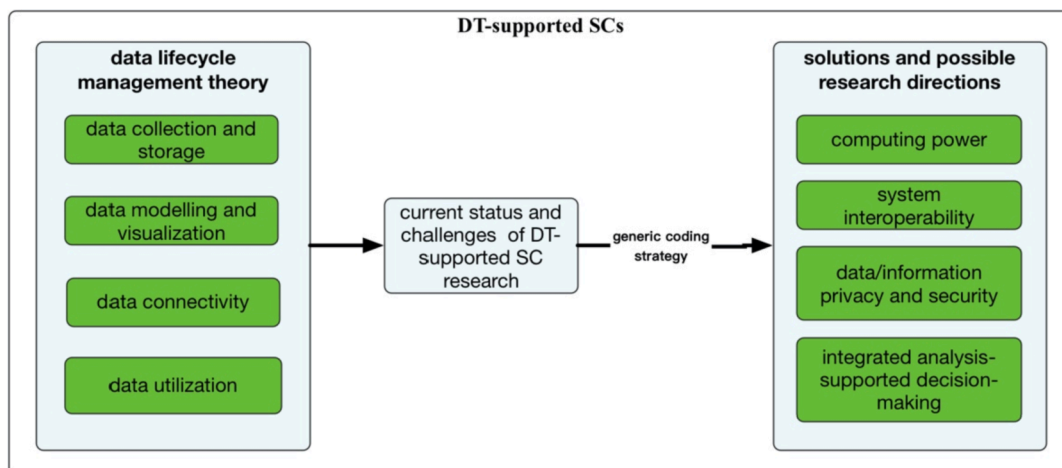 DT-supported SCs
data lifecycle
management theory
data collection and
storage
data modelling and
visualization
data connectivity
data utilization
current status and
challenges of DT-
supported SC
research
generic coding
strategy
solutions and possible
research directions
computing power
system
interoperability
data/information
privacy and security
integrated analysis-
supported decision-
making